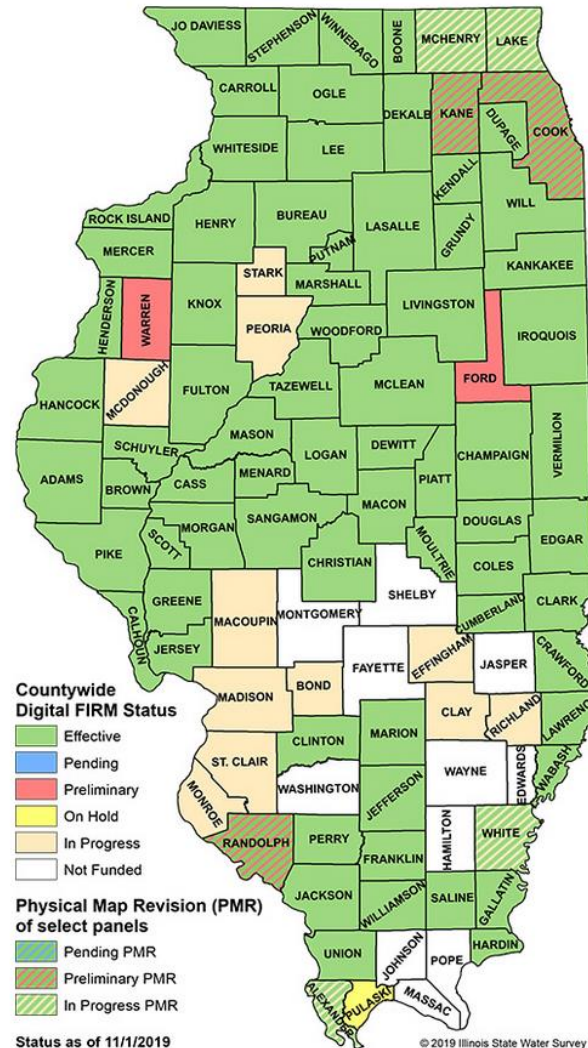 JO DAVIESS
STEPHENSON
WINNEBAGO
BOONE
MCHENRY
LAKE
CARROLL
OGLE
DEKALB
KANE
DUPAGE
COOK
WHITESIDE
LEE
KENDALL
WILL
ROCK ISLAND
HENRY
BUREAU
PUTNAM
LASALLE
GRUNDY
MERCER
KANKAKEE
HENDERSON
WARREN
KNOX
STARK
MARSHALL
LIVINGSTON
IROQUOIS
PEORIA
WOODFORD
FORD
HANCOCK
MCDONOUGH
FULTON
TAZEWELL
MCLEAN
SCHUYLER
MASON
LOGAN
DEWITT
CHAMPAIGN
VERMILION
ADAMS
BROWN
CASS
MENARD
PIATT
MACON
PIKE
SCOTT
MORGAN
SANGAMON
CHRISTIAN
MOULTRIE
DOUGLAS
EDGAR
COLES
CALHOUN
GREENE
MACOUPIN
MONTGOMERY
SHELBY
CUMBERLAND
CLARK
JERSEY
FAYETTE
EFFINGHAM
JASPER
CRAWFORD
MADISON
BOND
CLAY
RICHLAND
LAWRENCE
ST. CLAIR
CLINTON
MARION
WAYNE
EDWARDS
WABASH
MONROE
WASHINGTON
JEFFERSON
HAMILTON
WHITE
RANDOLPH
PERRY
FRANKLIN
JACKSON
WILLIAMSON
SALINE
GALLATIN
UNION
JOHNSON
POPE
HARDIN
ALEXANDER
PULASKI
MASSAC
Countywide
Digital FIRM Status
Effective
Pending
Preliminary
On Hold
In Progress
Not Funded
Physical Map Revision (PMR)
of select panels
Pending PMR
Preliminary PMR
In Progress PMR
Status as of 11/1/2019
© 2019 Illinois State Water Survey